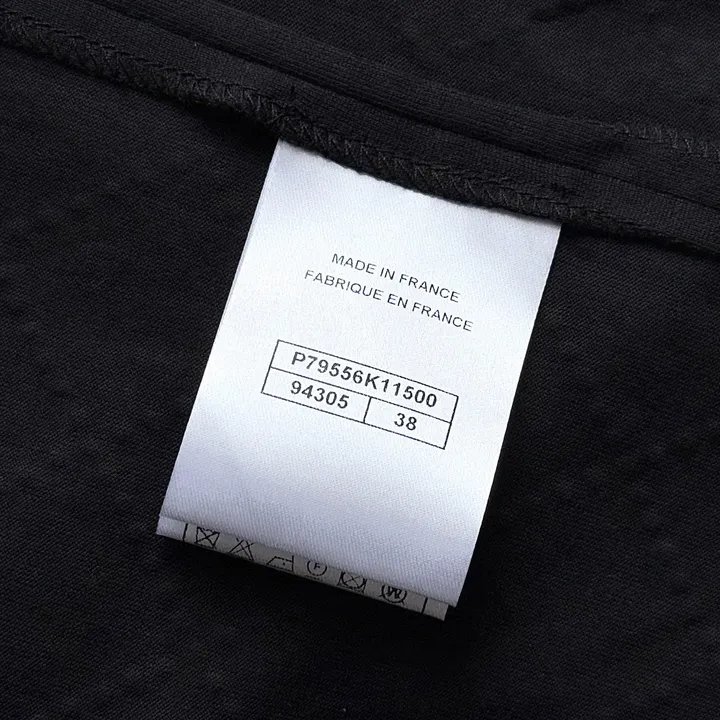 MADE IN FRANCE
FABRIQUE EN FRANCE
P79556K11500
94305 38
F W